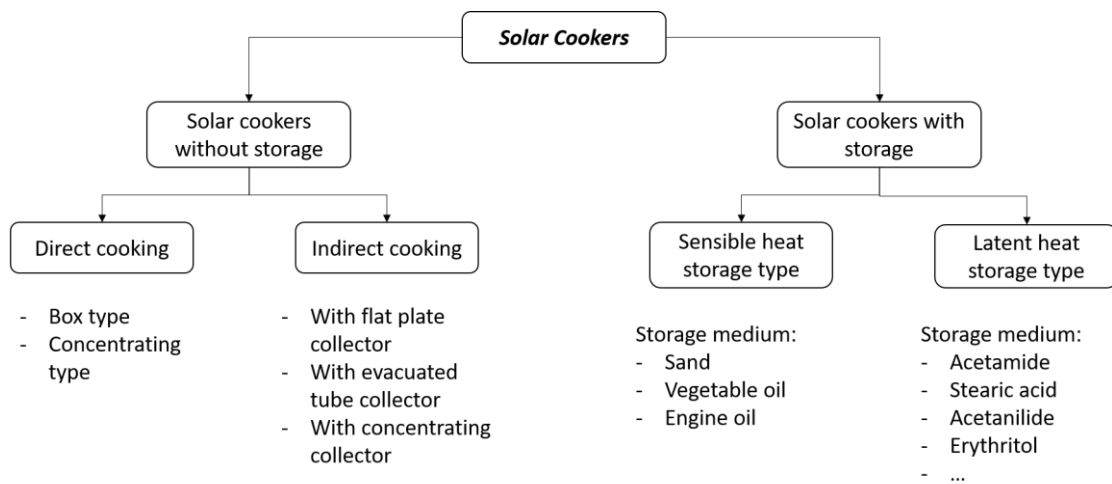 Solar Cookers
Solar cookers
without storage
Solar cookers with
storage
Direct cooking
Indirect cooking
Sensible heat
storage type
Latent heat
storage type
- Box type
- Concentrating
type
- With flat plate
collector
- With evacuated
tube collector
- With concentrating
collector
Storage medium:
- Sand
- Vegetable oil
- Engine oil
Storage medium:
- Acetamide
- Stearic acid
- Acetanilide
- Erythritol
- ...